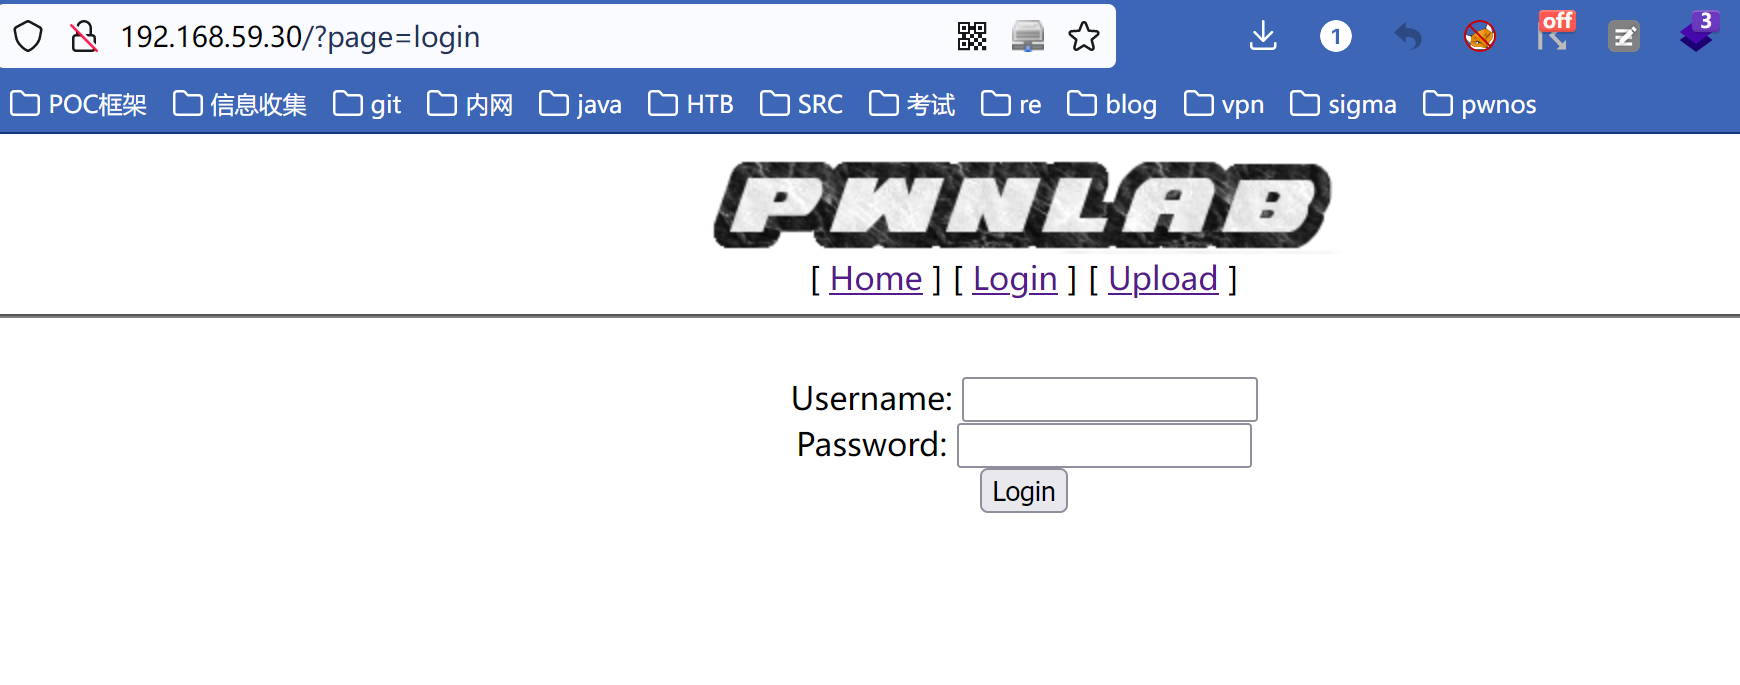 192.168.59.30/?page=login
1
off
3
POC框架 信息收集 git 内网 java HTB SRC 考试 re blog vpn sigma pwnos
PWNLAB
[ Home ] [ Login ] [ Upload ]
Username:
Password:
Login